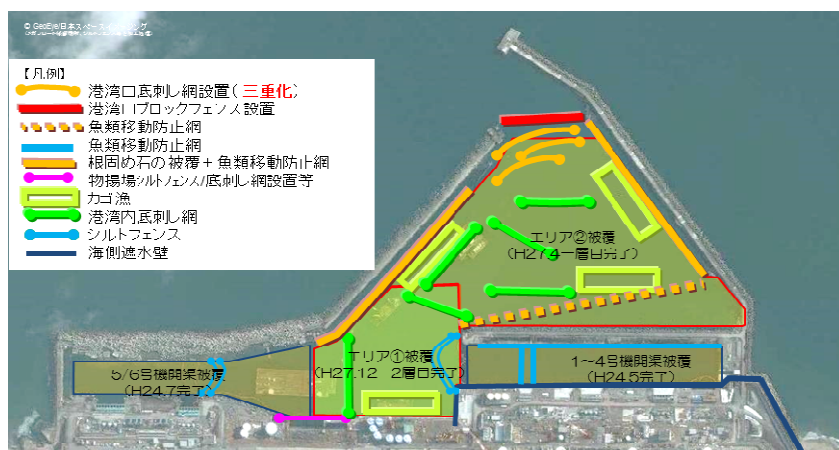 © GeoEye/日本スペースイメージング
【凡例】
港湾口底刺し網設置(三重化)
港湾口ブロックフェンス設置
魚類移動防止網
魚類移動防止網
根固め石の被覆+魚類移動防止網
物揚場シルトフェンス/底刺し網設置等
カゴ漁
港湾内底刺し網
シルトフェンス
海側遮水壁
エリア②被覆
(H27.4一層目完了)
エリア①被覆
(H27.12 2層目完了)
5/6号機開渠被覆
(H24.7完了)
1~4号機開渠被覆
(H24.5完了)